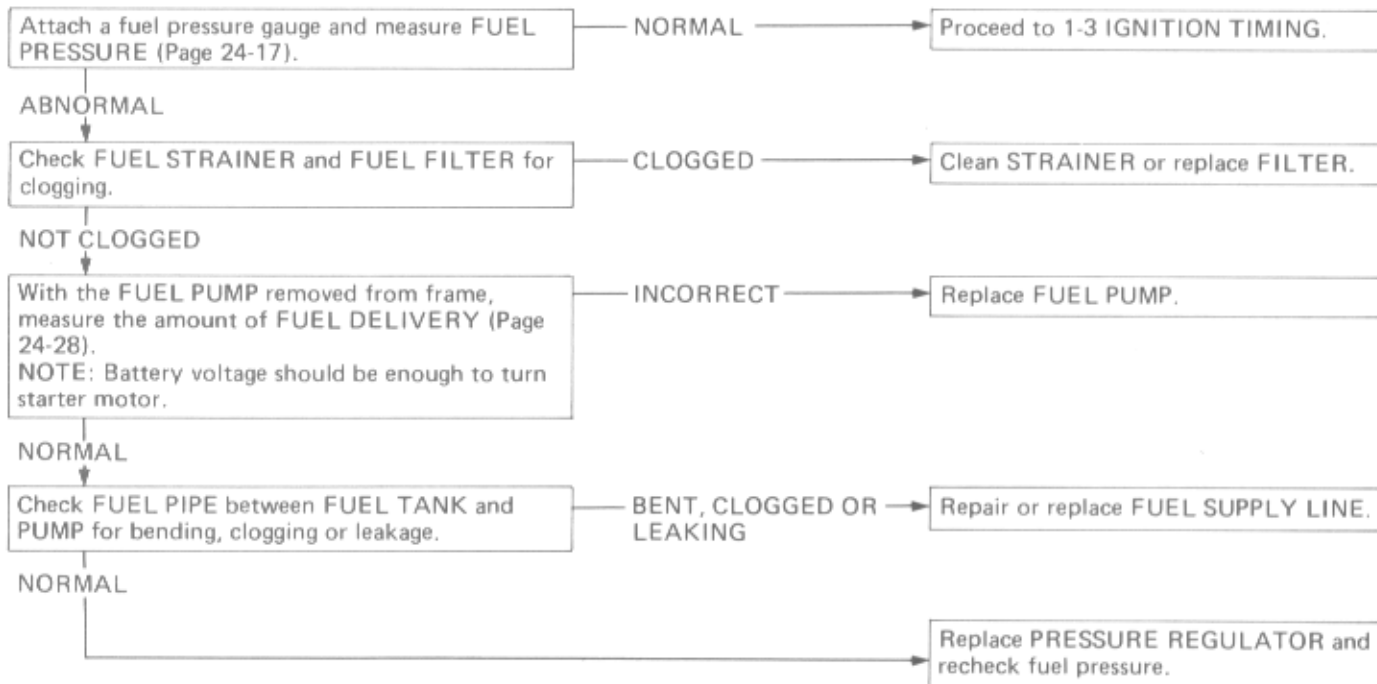 Attach a fuel pressure gauge and measure FUEL
PRESSURE (Page 24-17).
NORMAL
Proceed to 1-3 IGNITION TIMING.
ABNORMAL
Check FUEL STRAINER and FUEL FILTER for
clogging.
CLOGGED
Clean STRAINER or replace FILTER.
NOT CLOGGED
With the FUEL PUMP removed from frame,
measure the amount of FUEL DELIVERY (Page
24-28).
NOTE: Battery voltage should be enough to turn
starter motor.
INCORRECT
Replace FUEL PUMP.
NORMAL
Check FUEL PIPE between FUEL TANK and
PUMP for bending, clogging or leakage.
BENT, CLOGGED OR
LEAKING
Repair or replace FUEL SUPPLY LINE.
NORMAL
Replace PRESSURE REGULATOR and
recheck fuel pressure.